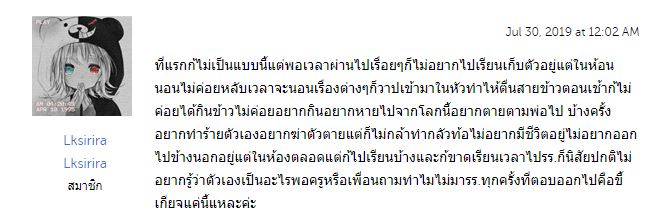 Jul 30, 2019 at 12:02 AM
PLAY
AM 04:20:05
APR 10 1995
Lksirira
Lksirira
สมาชิก
ที่แรกก้ไม่เป็นแบบนี้แต่พอเวลาผ่านไปเรื่อยๆก็ไม่อยากไปเรียนเก็บตัวอยู่แต่ในห้อน
นอนไม่ค่อยหลับเวลาจะนอนเรื่องต่างๆก็วาปเข้ามาในหัวทำไห้ตื่นสายข้าวตอนเช้าก้ไม่
ค่อยได้กินข้าวไม่ค่อยอยากกินอยากหายไปจากโลกนี้อยากตายตามพ่อไป บ้างครั้ง
อยากทำร้ายตัวเองอยากฆ่าตัวตายแต่ก็ไม่กล้าท่ากลัวท้อไม่อยากมีชีวิตอยู่ไม่อยากออก
ไปข้างนอกอยู่แต่ในห้องตลอดแต่ก้ไปเรียนบ้างและก้ขาดเรียนเวลาไปรร.ก็นิสัยปกติไม่
อยากรู้ว่าตัวเองเป็นอะไรพอครูหรือเพื่อนถามทำไมไม่มารร.ทุกครั้งที่ตอบออกไปคือขี้
เกียจแค่นี้แหละค่ะ